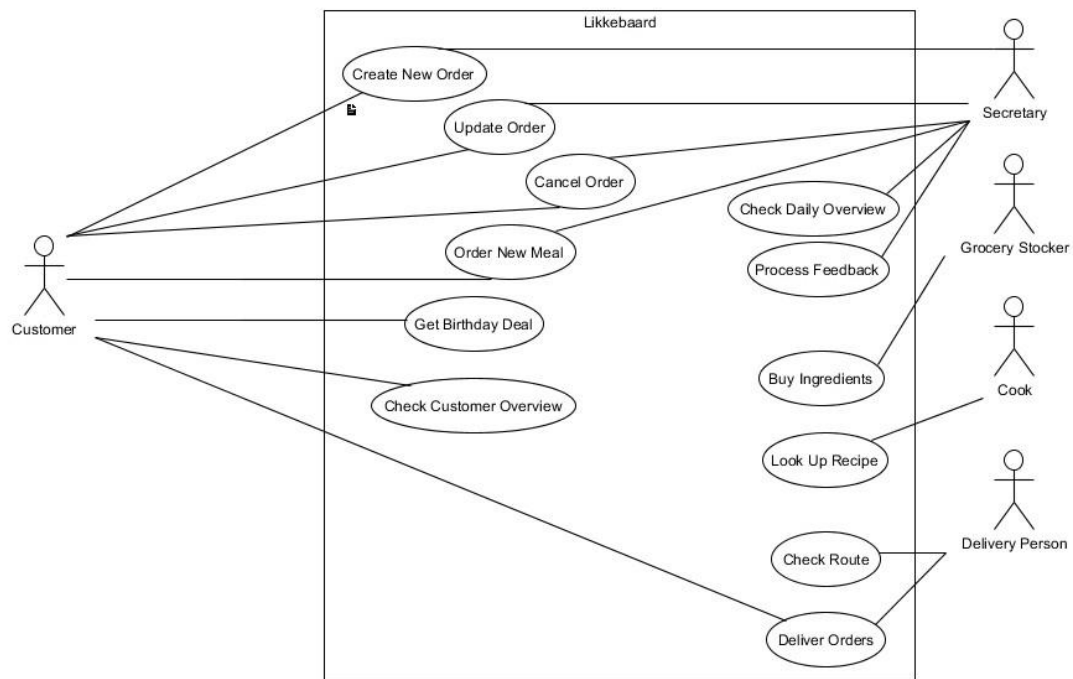 Likkebaard
Create New Order
Secretary
Update Order
Cancel Order
Check Daily Overview
Order New Meal
Grocery Stocker
Process Feedback
Customer
Get Birthday Deal
Buy Ingredients
Cook
Check Customer Overview
Look Up Recipe
Delivery Person
Check Route
Deliver Orders